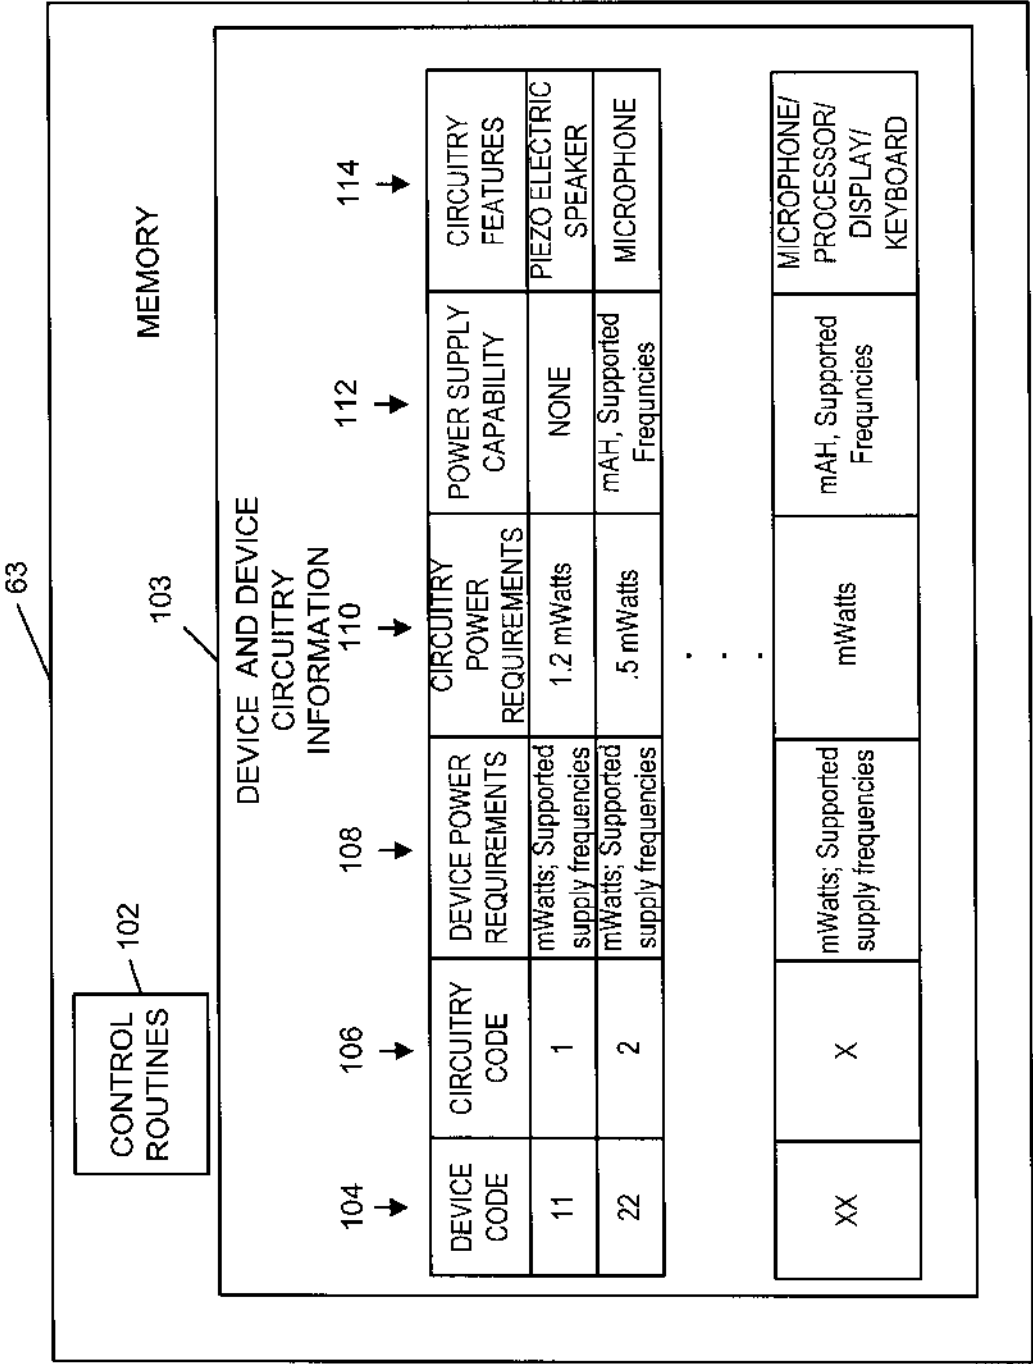 63
MEMORY
CONTROL
ROUTINES
102
103
DEVICE AND DEVICE
CIRCUITRY
INFORMATION
104
106
108
110
112
114
DEVICE
CODE
CIRCUITRY
CODE
DEVICE POWER
REQUIREMENTS
CIRCUITRY
POWER
REQUIREMENTS
POWER SUPPLY
CAPABILITY
CIRCUITRY
FEATURES
11
1
mWatts; Supported
supply frequencies
1.2 mWatts
NONE
PIEZO ELECTRIC
SPEAKER
22
2
mWatts; Supported
supply frequencies
.5 mWatts
mAH, Supported
Frequncies
MICROPHONE
. . .
XX
X
mWatts; Supported
supply frequencies
mWatts
mAH, Supported
Frequncies
MICROPHONE/
PROCESSOR/
DISPLAY/
KEYBOARD